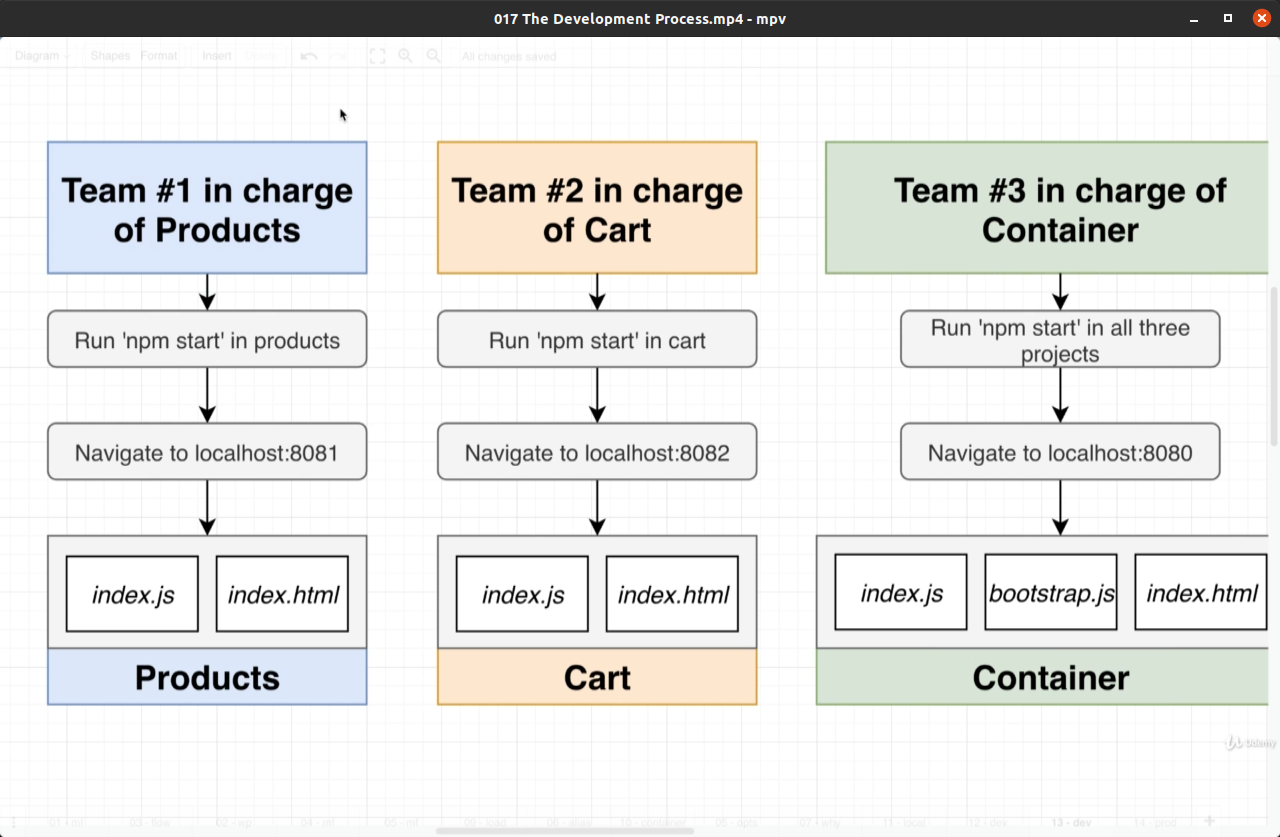 017 The Development Process.mp4 - mpv
Diagram Shapes Format Insert All changes saved
Team #1 in charge
of Products
Run 'npm start' in products
Navigate to localhost:8081
index.js index.html
Products
Team #2 in charge
of Cart
Run 'npm start' in cart
Navigate to localhost:8082
index.js index.html
Cart
Team #3 in charge of
Container
Run 'npm start' in all three
projects
Navigate to localhost:8080
index.js bootstrap.js index.html
Container
Udemy
13 - dev